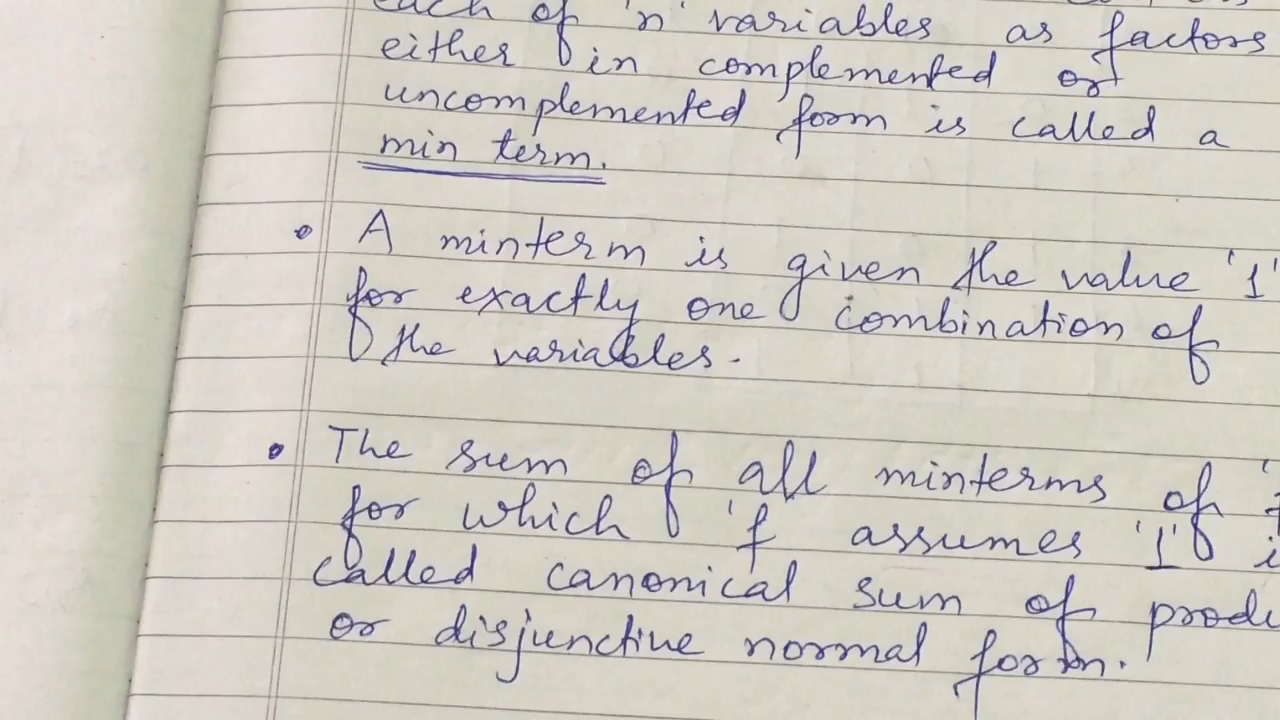 each of 'n' variables as factors
either in complemented or
uncomplemented form is called a
min term.
• A minterm is given the value '1'
for exactly one combination of
the variables.
• The sum of all minterms of
for which 'f assumes '1'
called canonical sum of produ
or disjunctive normal form.